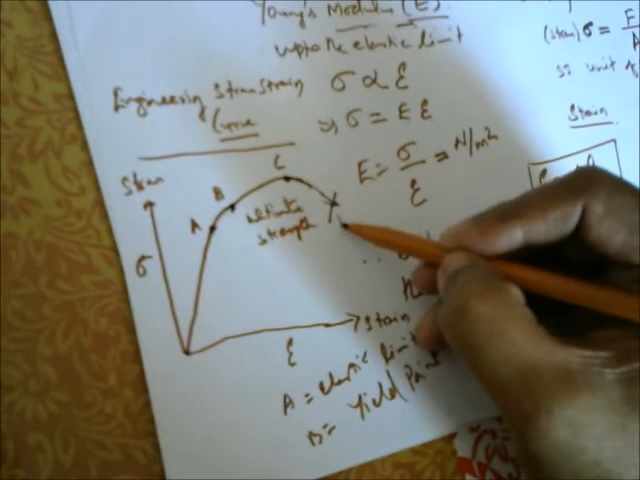 Young's Modulus (E)
upto the elastic limit
(stress) σ = F/A
SI unit of
σ ∝ ε
Engineering Stress Strain
Curve
⇒ σ = E ε
Strain
E = σ/ε = N/m²
Stress
σ
A
B
C
ultimate
strength
strain
ε
A = elastic limit
B = Yield Point